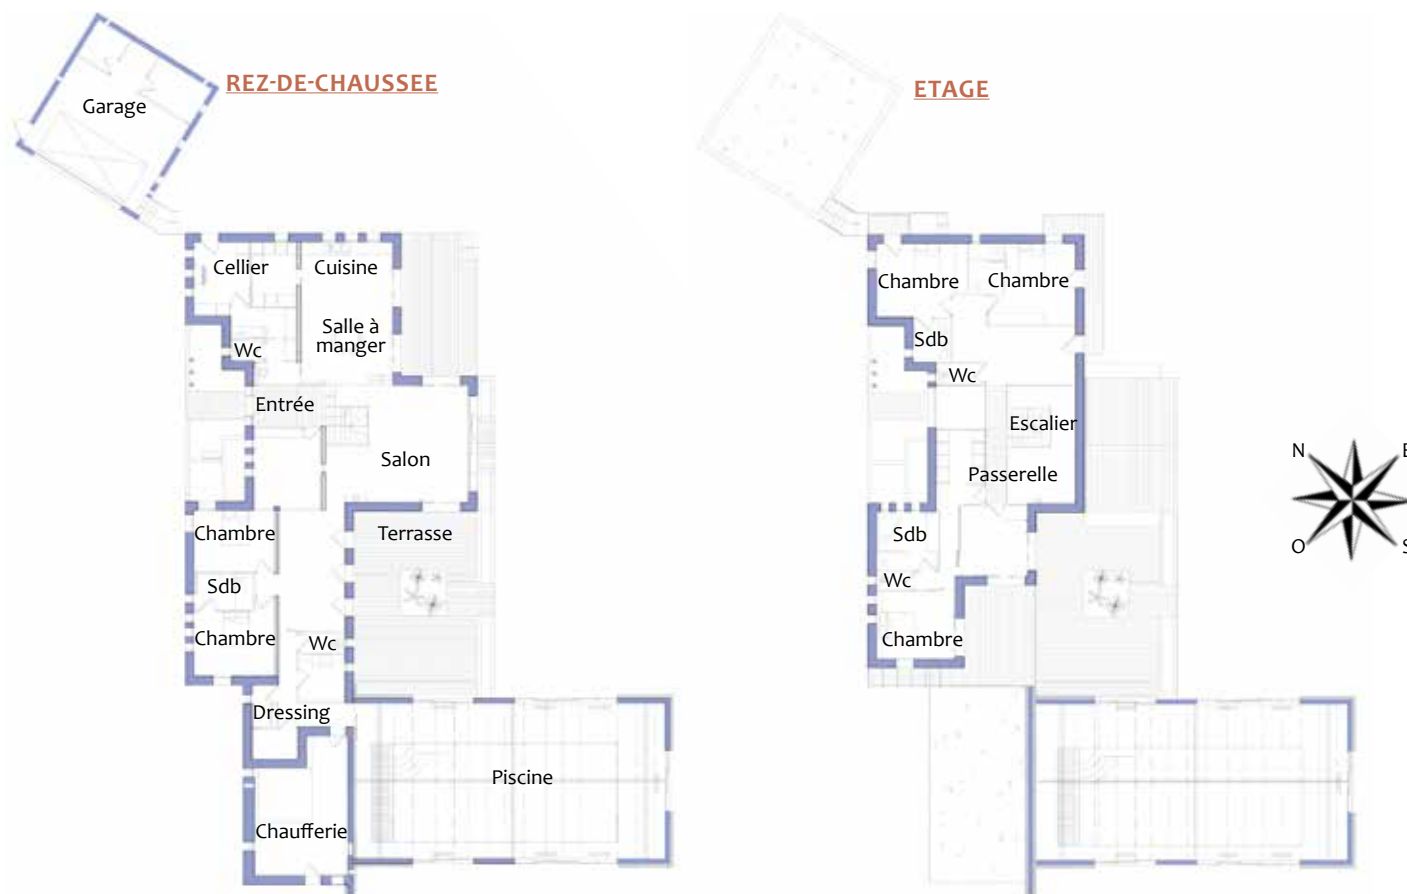 REZ-DE-CHAUSSEE
Garage
Cellier
Cuisine
Salle à
manger
Wc
Entrée
Salon
Chambre
Terrasse
Sdb
Chambre
Wc
Dressing
Piscine
Chaufferie
ETAGE
Chambre
Chambre
Sdb
Wc
Escalier
Passerelle
Sdb
Wc
Chambre
N
E
O
S